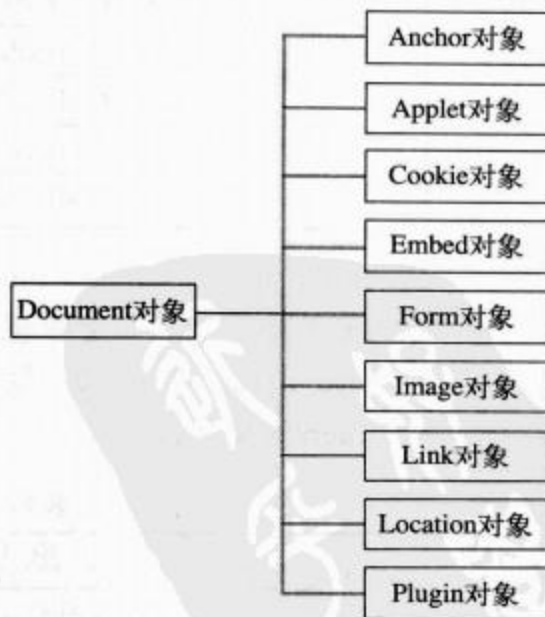 Anchor对象
Applet对象
Cookie对象
Embed对象
Document对象
Form对象
Image对象
Link对象
Location对象
Plugin对象